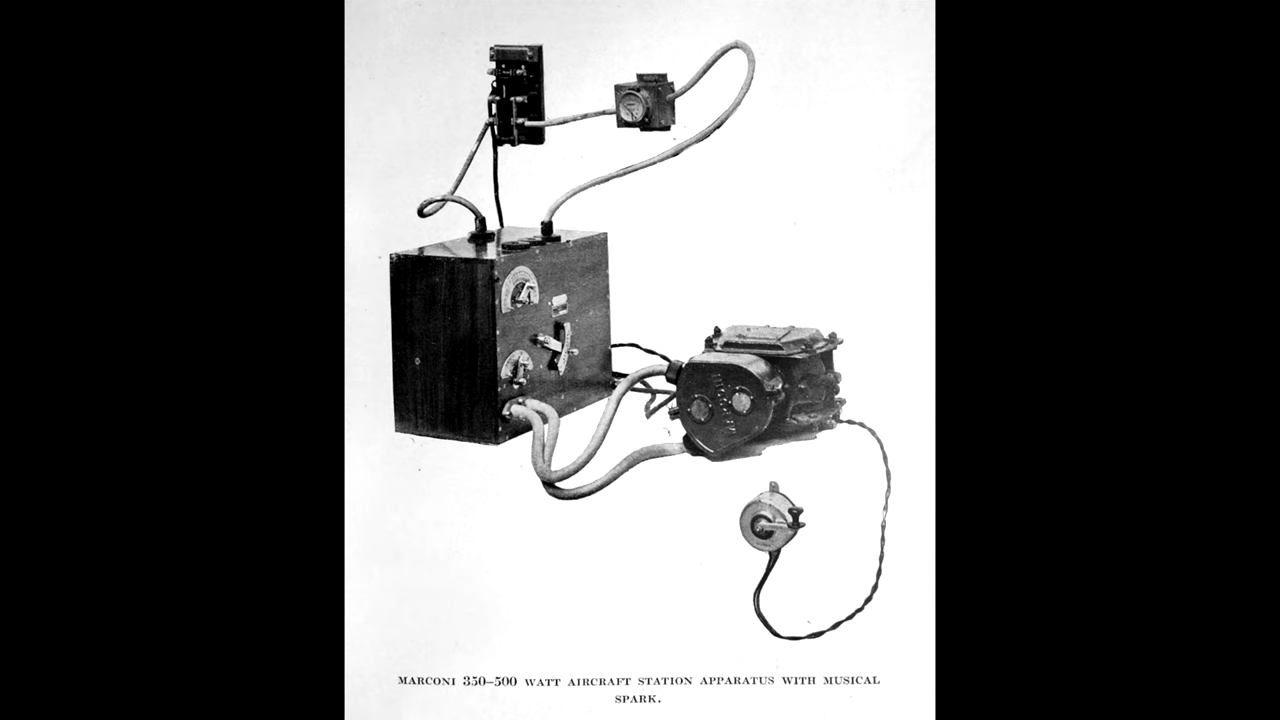 MARCONI 350–500 WATT AIRCRAFT STATION APPARATUS WITH MUSICAL
SPARK.